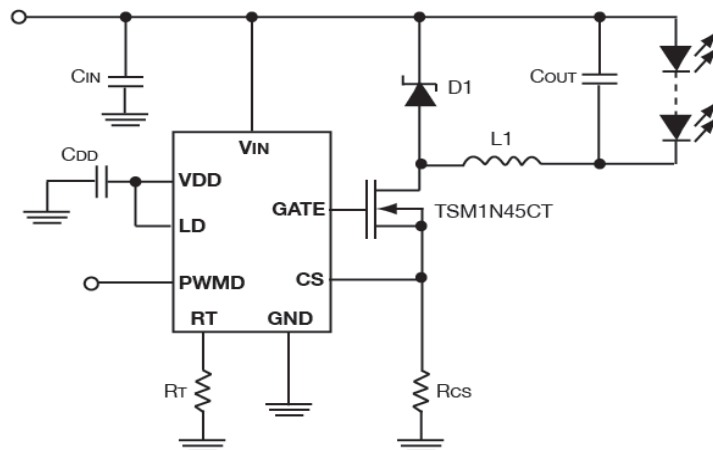 CIN
D1
COUT
L1
VIN
CDD
VDD
GATE
TSM1N45CT
LD
PWMD
CS
RT
GND
RT
RCS